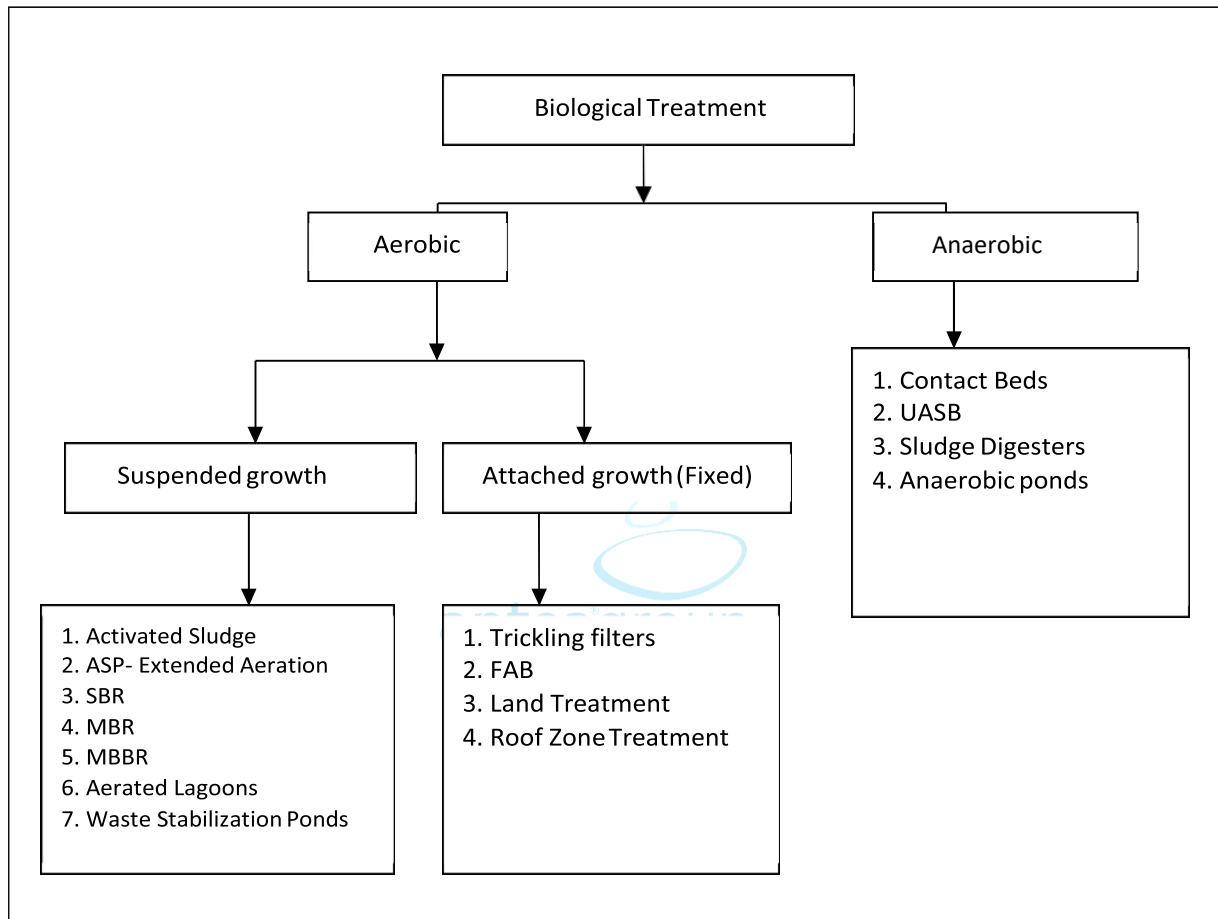 Biological Treatment
Aerobic
Anaerobic
1. Contact Beds
2. UASB
3. Sludge Digesters
4. Anaerobic ponds
Suspended growth
Attached growth (Fixed)
1. Activated Sludge
2. ASP- Extended Aeration
3. SBR
4. MBR
5. MBBR
6. Aerated Lagoons
7. Waste Stabilization Ponds
1. Trickling filters
2. FAB
3. Land Treatment
4. Roof Zone Treatment